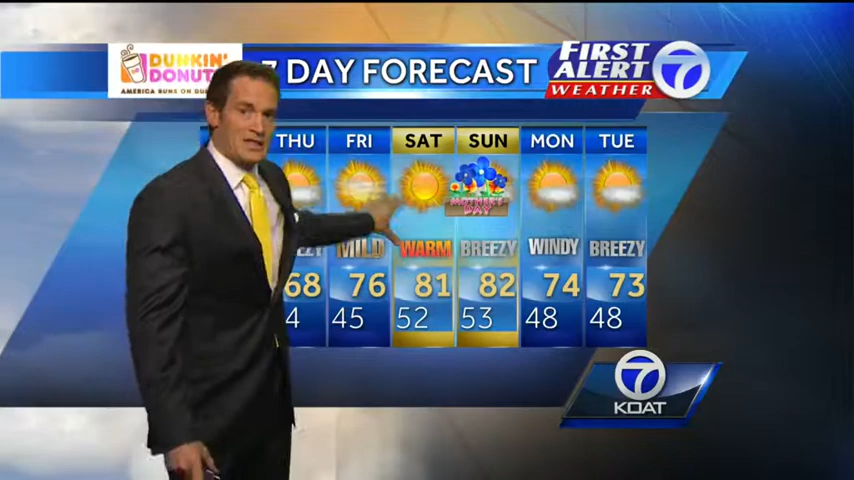 DUNKIN'
DONUTS
AMERICA RUNS ON DU
7 DAY FORECAST
FIRST
ALERT
WEATHER
7
THU FRI SAT SUN MON TUE
MOTHER'S
DAY
MILD WARM BREEZY WINDY BREEZY
68 76 81 82 74 73
4 45 52 53 48 48
7
KOAT